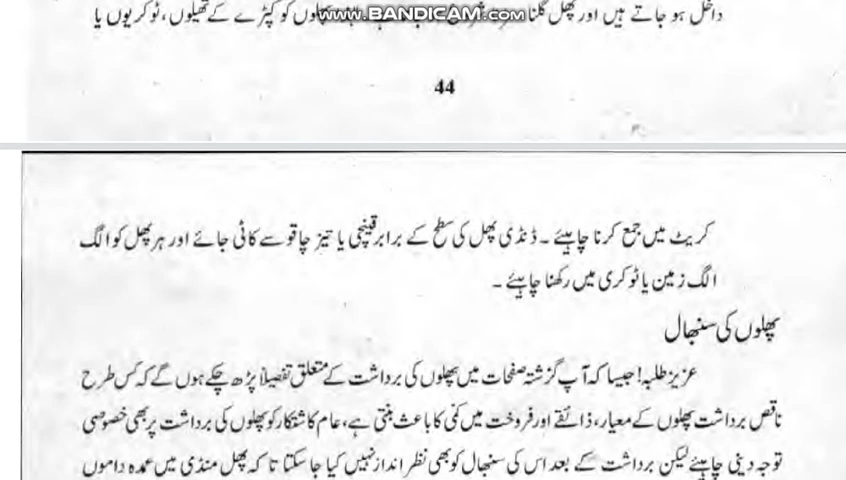 www.BANDICAM.com
داخل ہو جاتے ہیں اور پھل گلنا پھلوں کو کپڑے کے تھیلوں، ٹوکریوں یا
44
کریٹ میں جمع کرنا چاہیئے ۔ ڈنڈی پھل کی سطح کے برابر قینچی یا تیز چاقو سے کاٹی جائے اور ہر پھل کو الگ
الگ زمین یا ٹوکری میں رکھنا چاہیئے ۔
پھلوں کی سنبھال
عزیز طلبہ! جیسا کہ آپ گزشتہ صفحات میں پھلوں کی برداشت کے متعلق تفصیلاً پڑھ چکے ہوں گے کہ کس طرح
ناقص برداشت پھلوں کے معیار، ذائقے اور فروخت میں کمی کا باعث بنتی ہے، عام کاشتکار کو پھلوں کی برداشت پر بھی خصوصی
توجہ دینی چاہیئے لیکن برداشت کے بعد اس کی سنبھال کو بھی نظر انداز نہیں کیا جا سکتا تا کہ پھل منڈی میں عمدہ داموں